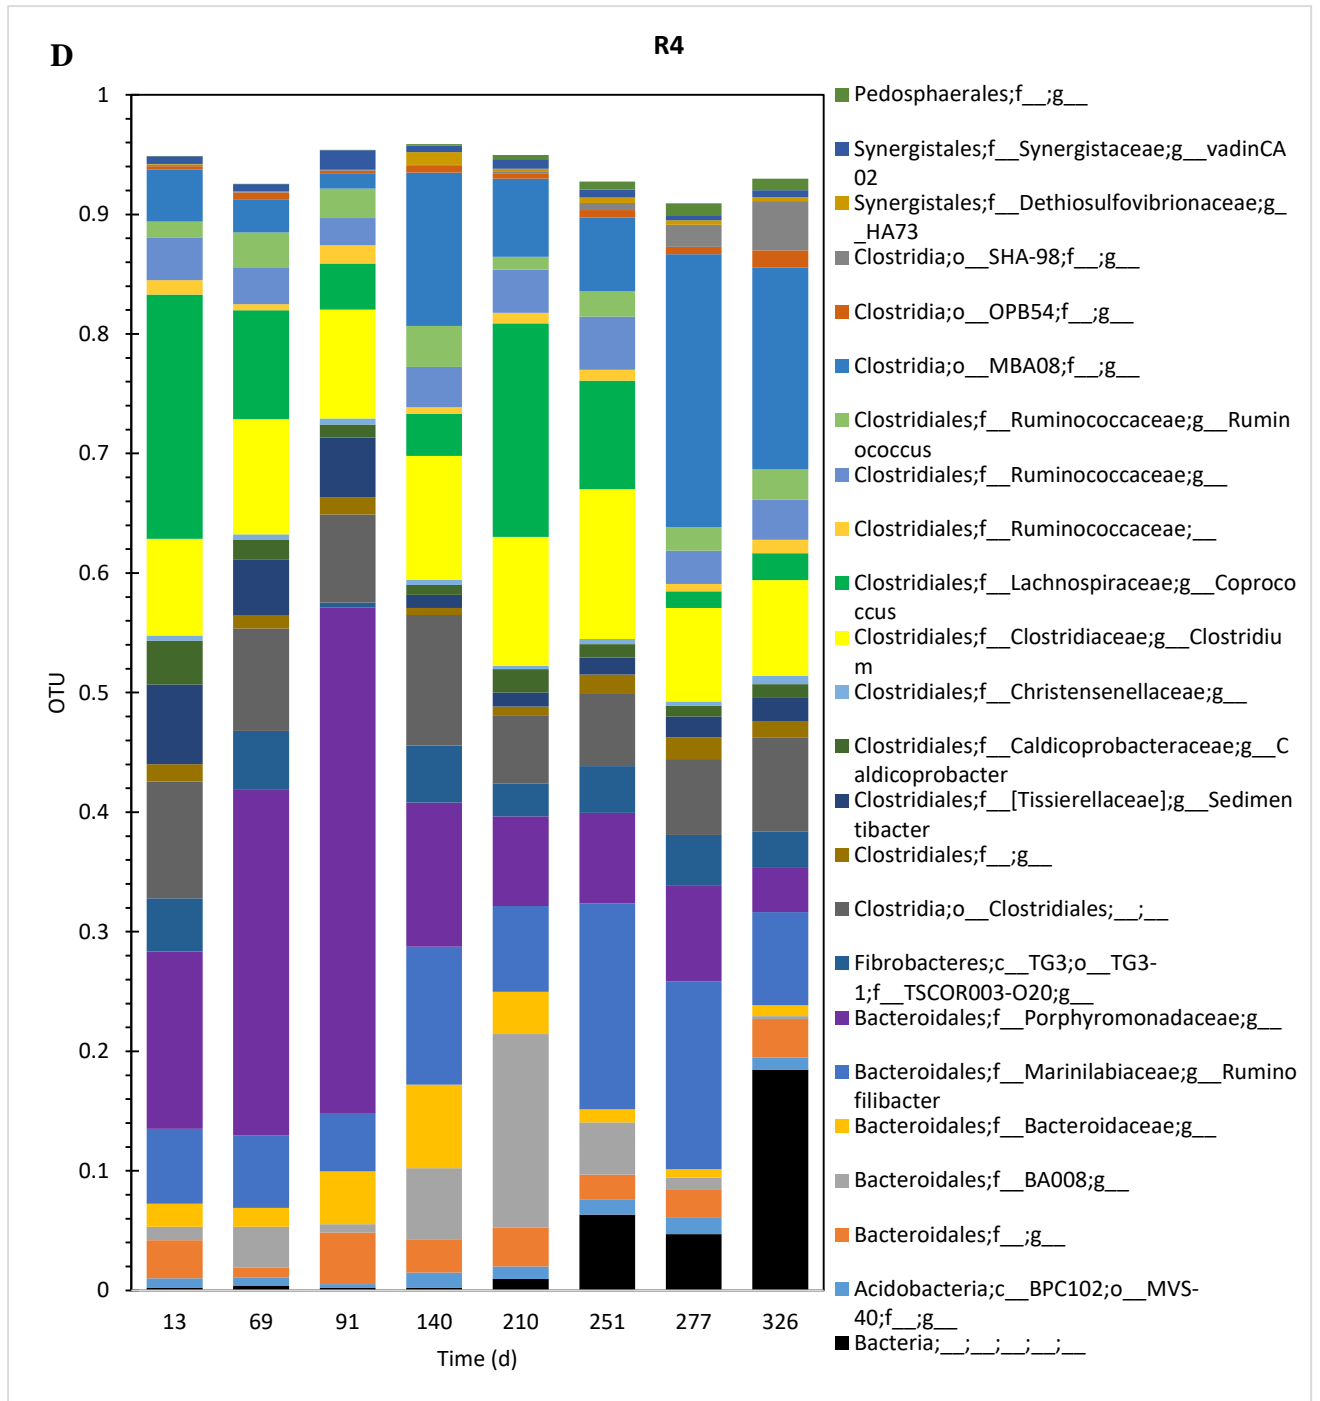 D
R4
1
0.9
0.8
0.7
0.6
0.5
0.4
0.3
0.2
0.1
0
OTU
13 69 91 140 210 251 277 326
Time (d)
Pedosphaerales;f__;g__
Synergistales;f__Synergistaceae;g__vadinCA
02
Synergistales;f__Dethiosulfovibrionaceae;g_
_HA73
Clostridia;o__SHA-98;f__;g__
Clostridia;o__OPB54;f__;g__
Clostridia;o__MBA08;f__;g__
Clostridiales;f__Ruminococcaceae;g__Rumin
ococcus
Clostridiales;f__Ruminococcaceae;g__
Clostridiales;f__Ruminococcaceae;__
Clostridiales;f__Lachnospiraceae;g__Coproco
ccus
Clostridiales;f__Clostridiaceae;g__Clostridiu
m
Clostridiales;f__Christensenellaceae;g__
Clostridiales;f__Caldicoprobacteraceae;g__C
aldicoprobacter
Clostridiales;f__[Tissierellaceae];g__Sedimen
tibacter
Clostridiales;f__;g__
Clostridia;o__Clostridiales;__;__
Fibrobacteres;c__TG3;o__TG3-
1;f__TSCOR003-O20;g__
Bacteroidales;f__Porphyromonadaceae;g__
Bacteroidales;f__Marinilabiaceae;g__Rumino
filibacter
Bacteroidales;f__Bacteroidaceae;g__
Bacteroidales;f__BA008;g__
Bacteroidales;f__;g__
Acidobacteria;c__BPC102;o__MVS-
40;f__;g__
Bacteria;__;__;__;__;__